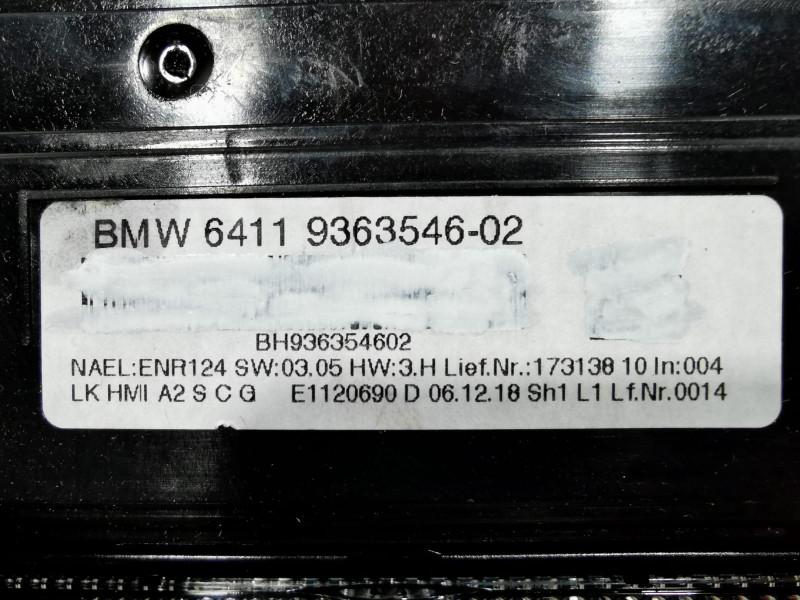 BMW 6411 9363546-02
BH936354602
NAEL:ENR124 SW:03.05 HW:3.H Lief.Nr.:173138 10 In:004
LK HMI A2 S C G E1120690 D 06.12.18 Sh1 L1 Lf.Nr.0014